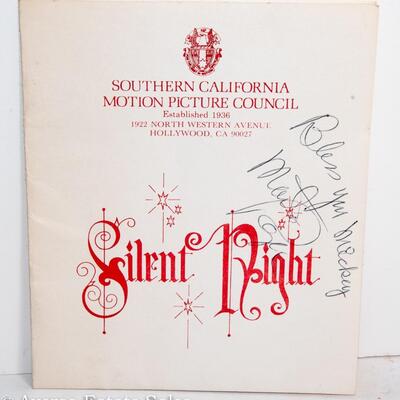 SOUTHERN CALIFORNIA
MOTION PICTURE COUNCIL
Established 1936
1922 NORTH WESTERN AVENUE
HOLLYWOOD, CA 90027
Bless you Mickey
Silent Night